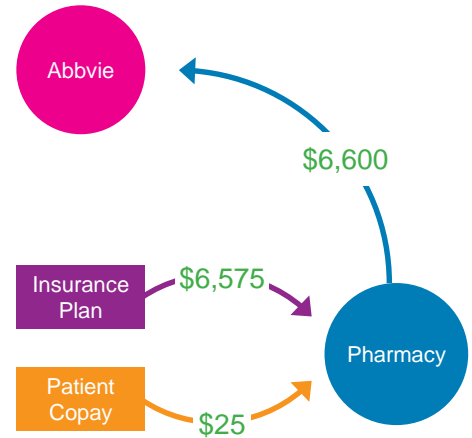 Abbvie
$6,600
Insurance
Plan
$6,575
Pharmacy
Patient
Copay
$25